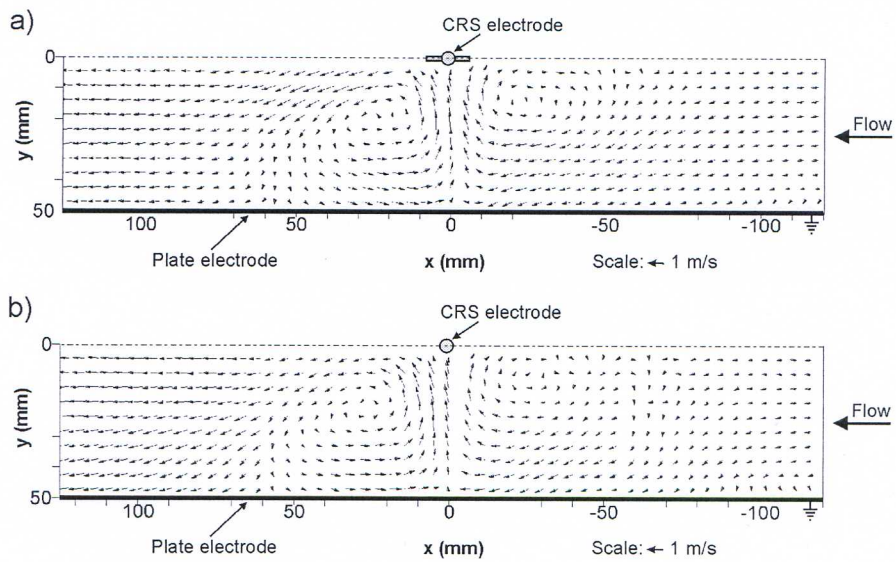 a)
CRS electrode
0
y (mm)
Flow
50
100 50 0 -50 -100
Plate electrode
x (mm)
Scale: 1 m/s
b)
CRS electrode
0
y (mm)
Flow
50
100 50 0 -50 -100
Plate electrode
x (mm)
Scale: 1 m/s